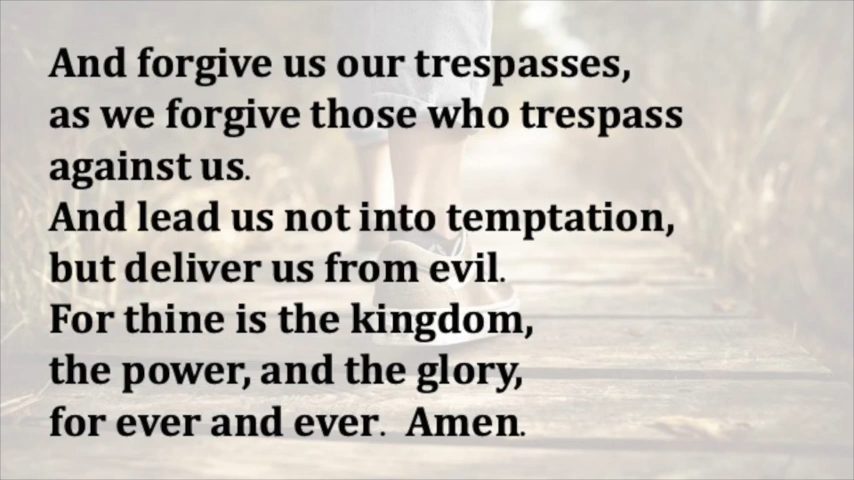 And forgive us our trespasses,
as we forgive those who trespass
against us.
And lead us not into temptation,
but deliver us from evil.
For thine is the kingdom,
the power, and the glory,
for ever and ever.  Amen.